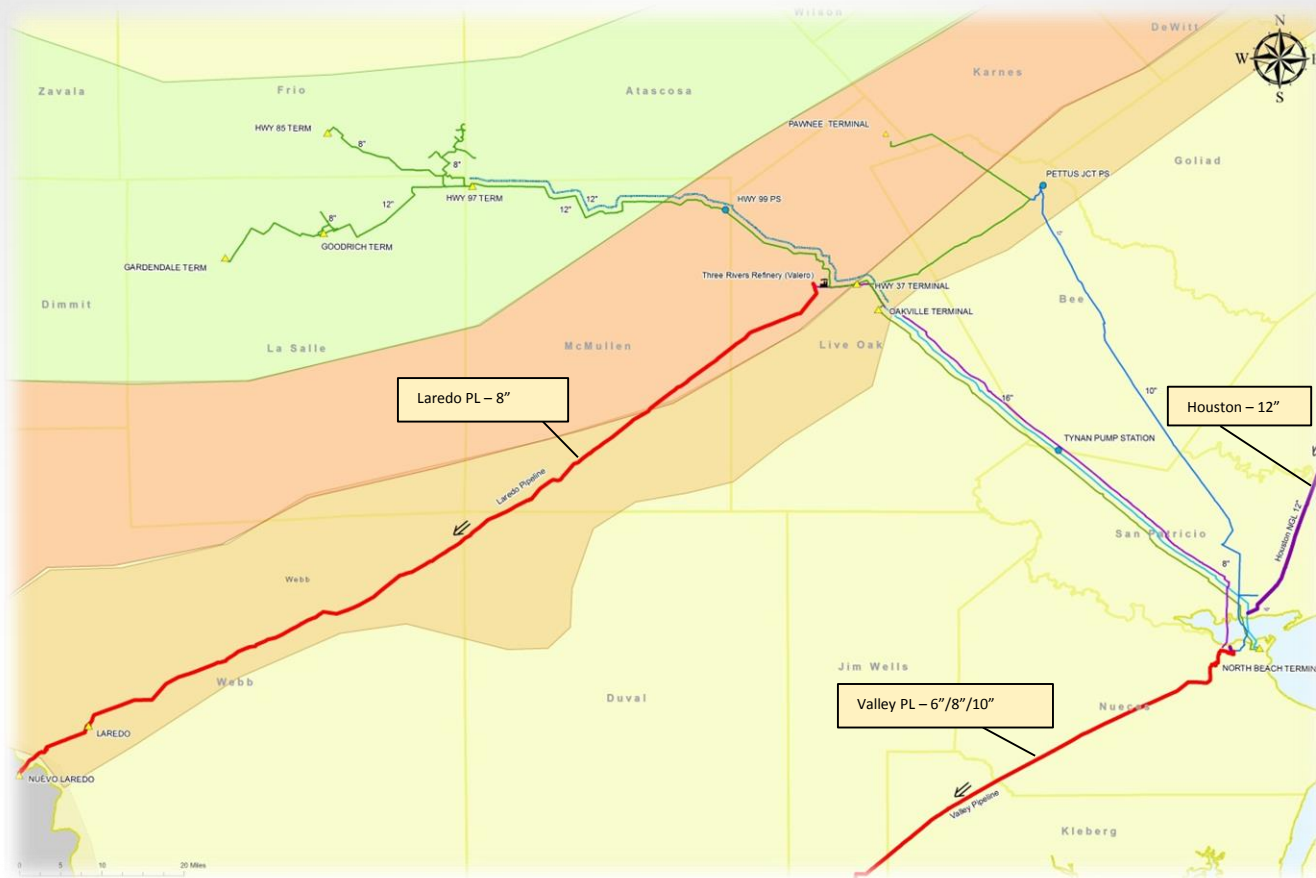 Wilson
DeWitt
N
W
S
Karnes
Zavala
Frio
Atascosa
HWY 85 TERM
8"
PAWNEE TERMINAL
8"
Goliad
PETTUS JCT PS
HWY 97 TERM
12"
12"
12"
HWY 99 PS
8"
GOODRICH TERM
GARDENDALE TERM
Three Rivers Refinery (Valero)
HWY 37 TERMINAL
Bee
Dimmit
OAKVILLE TERMINAL
La Salle
McMullen
Live Oak
Laredo PL – 8”
10"
Houston – 12”
16"
TYNAN PUMP STATION
Laredo Pipeline
San Patricio
Houston NGL 12"
8"
Webb
NORTH BEACH TERMIN
Jim Wells
Webb
Duval
Valley PL – 6”/8”/10”
Nueces
LAREDO
NUEVO LAREDO
Valley Pipeline
Kleberg
0 5 10 20 Miles